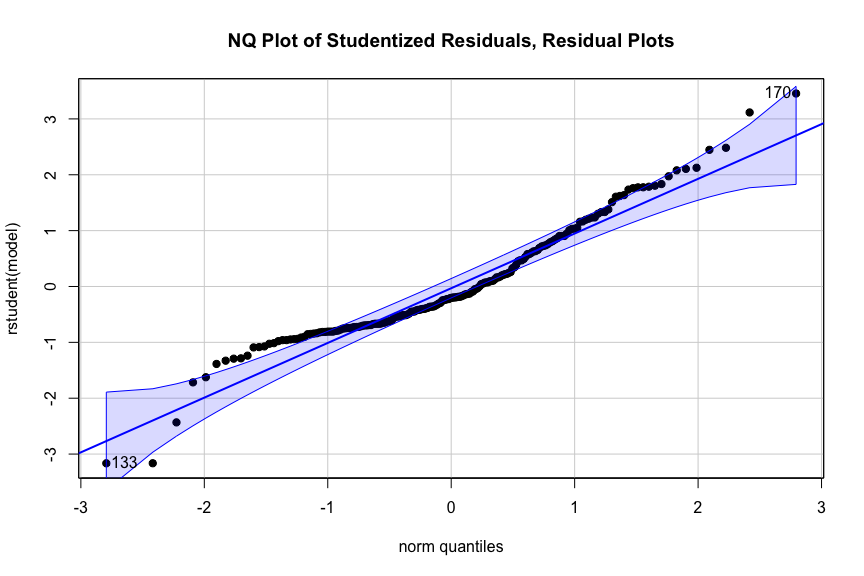 NQ Plot of Studentized Residuals, Residual Plots
rstudent(model)
3
2
1
0
-1
-2
-3
170
133
-3 -2 -1 0 1 2 3
norm quantiles